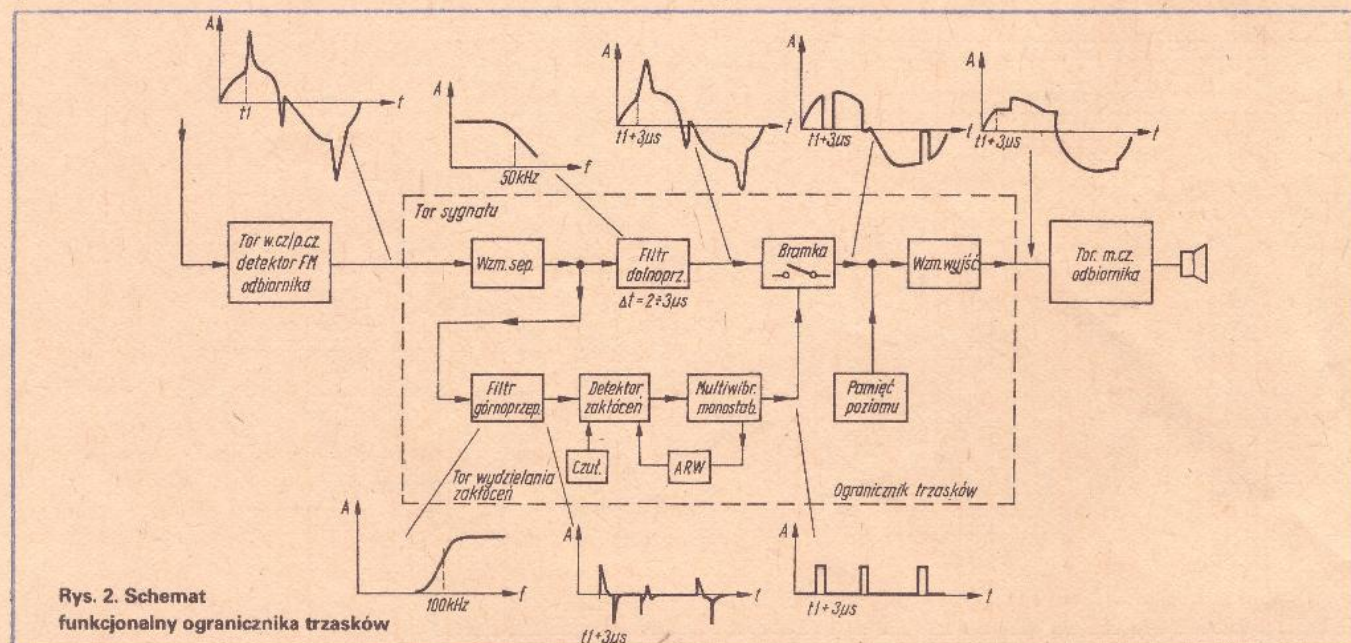 A
t
t1
A
f
50kHz
A
t
t1+3µs
A
t
t1+3µs
A
t
t1+3µs
Tor sygnału
Tor w.cz/p.cz.
detektor FM
odbiornika
Wzm. sep.
Filtr
dolnoprz.
Δt = 2÷3µs
Bramka
Wzm. wyjść.
Tor. m.cz.
odbiornika
Filtr
górnoprzep.
Detektor
zakłóceń
Multiwibr.
monostab.
Pamięć
poziomu
Czuł.
ARW
Tor wydzielania
zakłóceń
Ogranicznik trzasków
A
f
100kHz
A
t
t1+3µs
A
t
t1+3µs
Rys. 2. Schemat
funkcjonalny ogranicznika trzasków